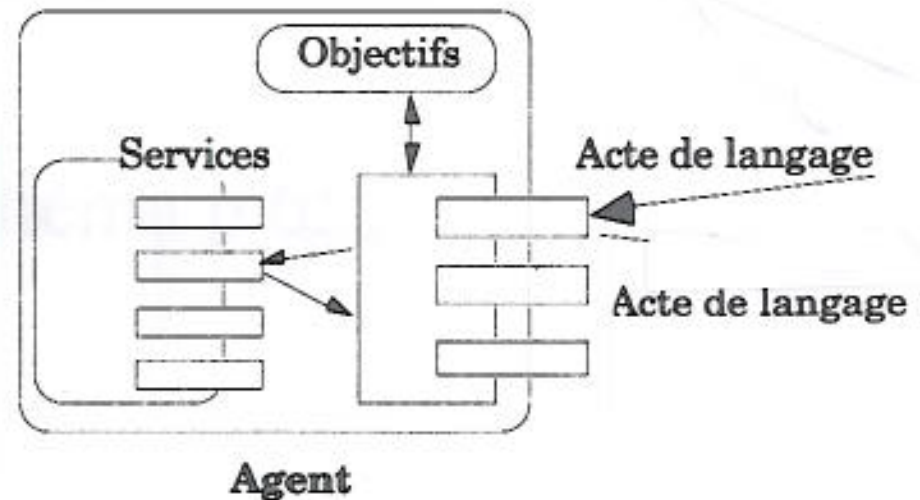 Objectifs
Services
Acte de langage
Acte de langage
Agent